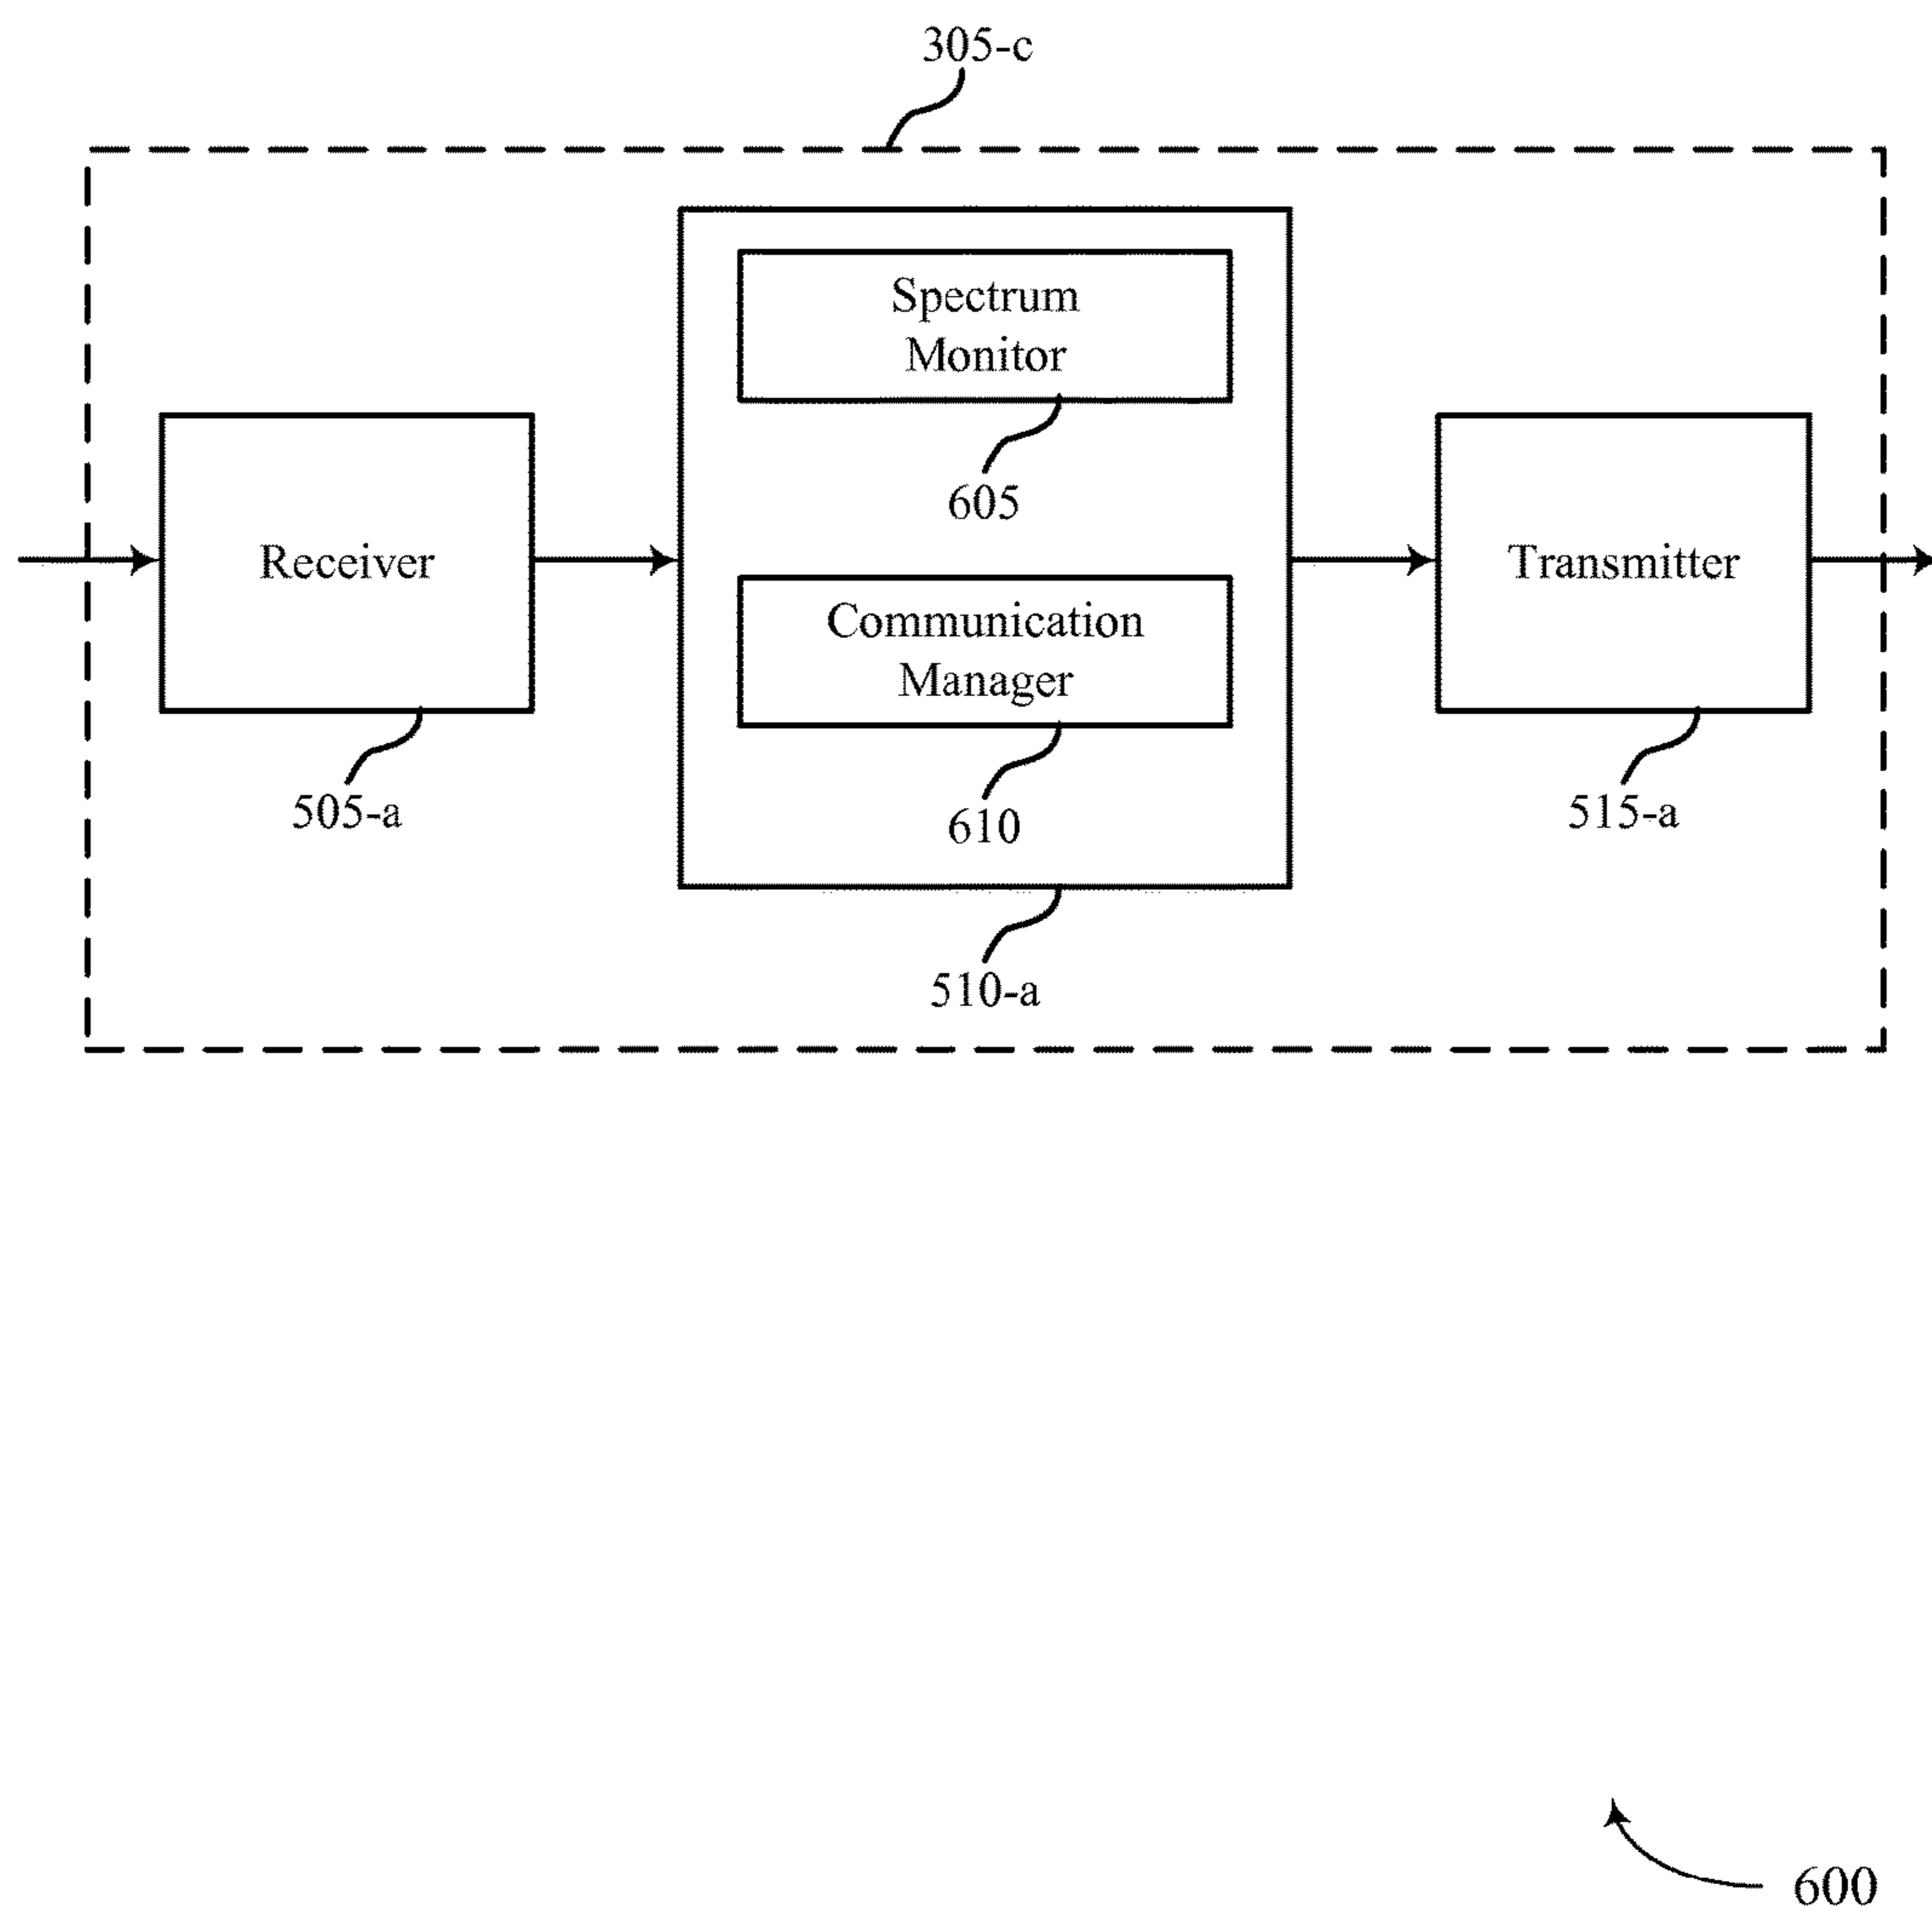 305-c
Spectrum
Monitor
605
Receiver
Transmitter
Communication
Manager
505-a
610
515-a
510-a
600